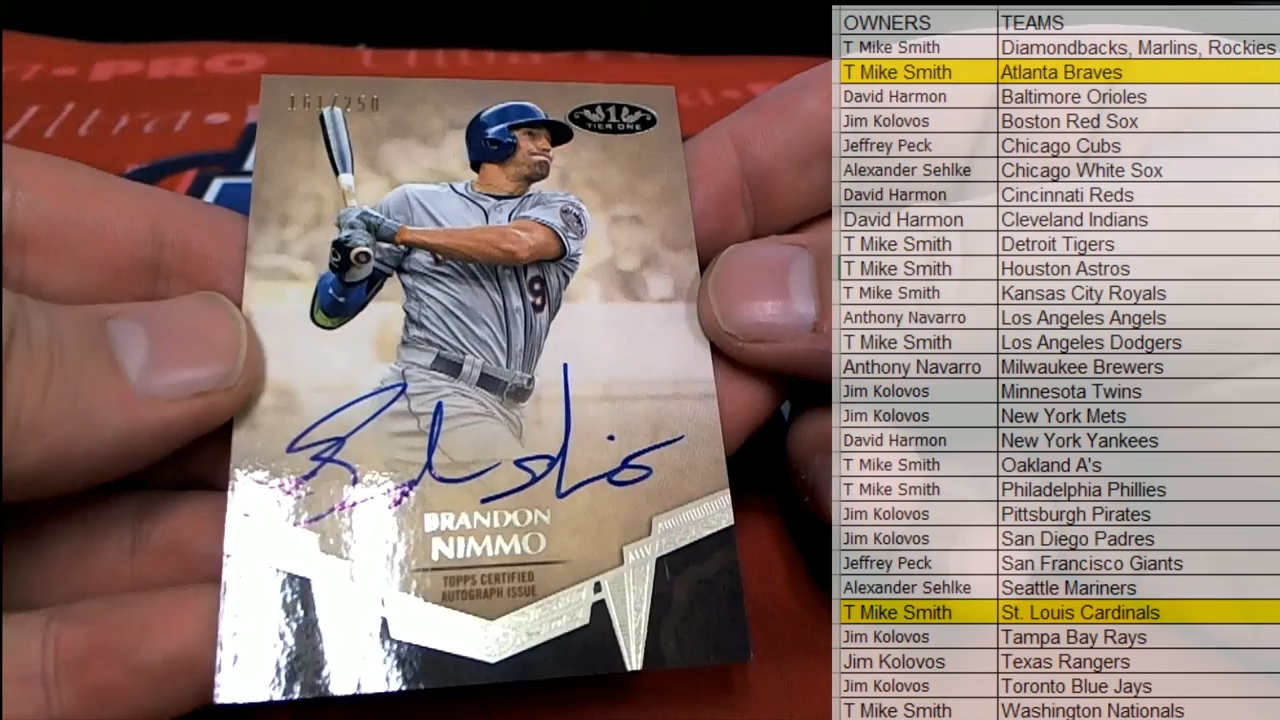 PRO
Ultra
161/250
1
TIER ONE
9
BRANDON
NIMMO
TOPPS CERTIFIED
AUTOGRAPH ISSUE
OWNERS TEAMS
T Mike Smith Diamondbacks, Marlins, Rockies
T Mike Smith Atlanta Braves
David Harmon Baltimore Orioles
Jim Kolovos Boston Red Sox
Jeffrey Peck Chicago Cubs
Alexander Sehlke Chicago White Sox
David Harmon Cincinnati Reds
David Harmon Cleveland Indians
T Mike Smith Detroit Tigers
T Mike Smith Houston Astros
T Mike Smith Kansas City Royals
Anthony Navarro Los Angeles Angels
T Mike Smith Los Angeles Dodgers
Anthony Navarro Milwaukee Brewers
Jim Kolovos Minnesota Twins
Jim Kolovos New York Mets
David Harmon New York Yankees
T Mike Smith Oakland A's
T Mike Smith Philadelphia Phillies
Jim Kolovos Pittsburgh Pirates
Jim Kolovos San Diego Padres
Jeffrey Peck San Francisco Giants
Alexander Sehlke Seattle Mariners
T Mike Smith St. Louis Cardinals
Jim Kolovos Tampa Bay Rays
Jim Kolovos Texas Rangers
Jim Kolovos Toronto Blue Jays
T Mike Smith Washington Nationals